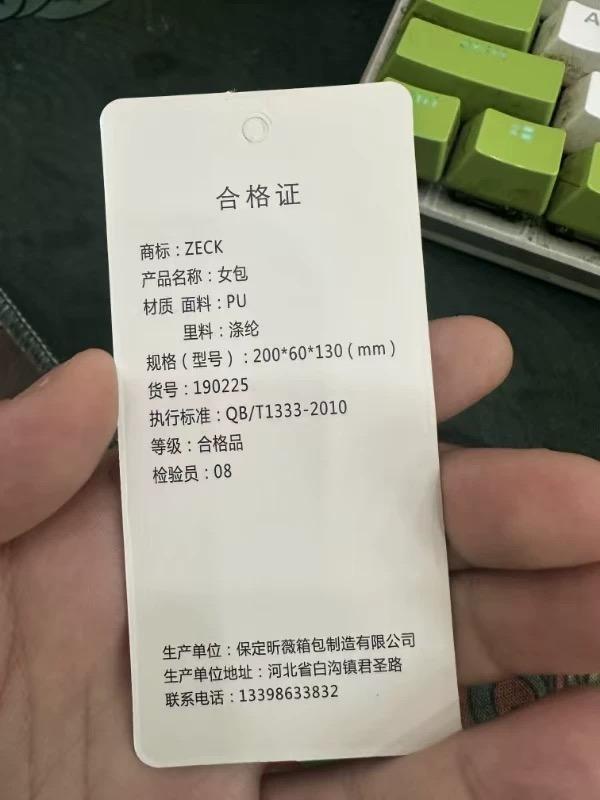 合格证
商标：ZECK
产品名称：女包
材质 面料：PU
里料：涤纶
规格（型号）：200*60*130（mm）
货号：190225
执行标准：QB/T1333-2010
等级：合格品
检验员：08
生产单位：保定昕薇箱包制造有限公司
生产单位地址：河北省白沟镇君圣路
联系电话：13398633832